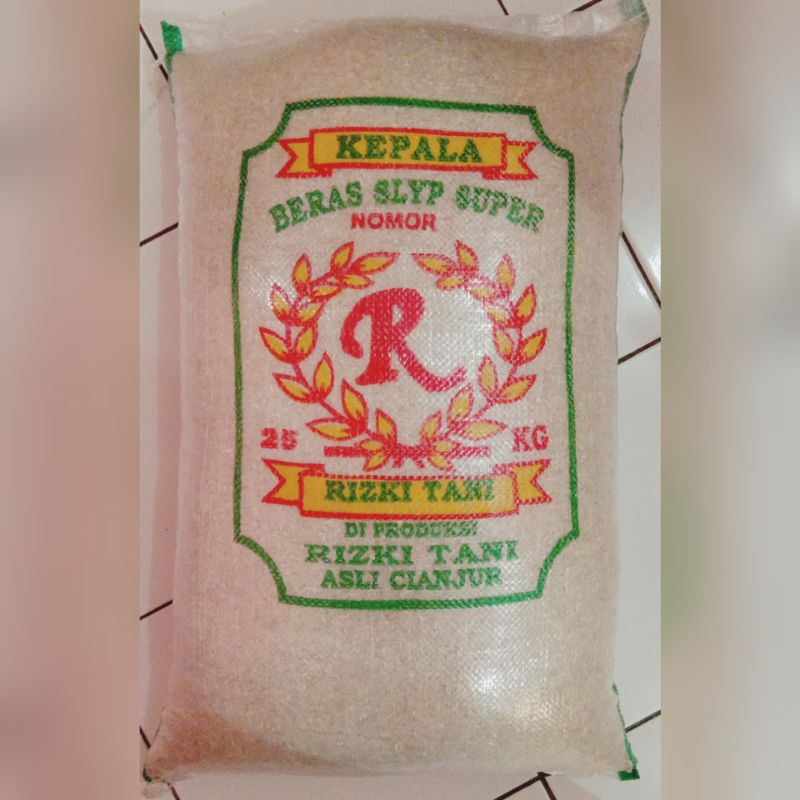 KEPALA
BERAS SLYP SUPER
NOMOR
R
25 KG
RIZKI TANI
DI PRODUKSI
RIZKI TANI
ASLI CIANJUR